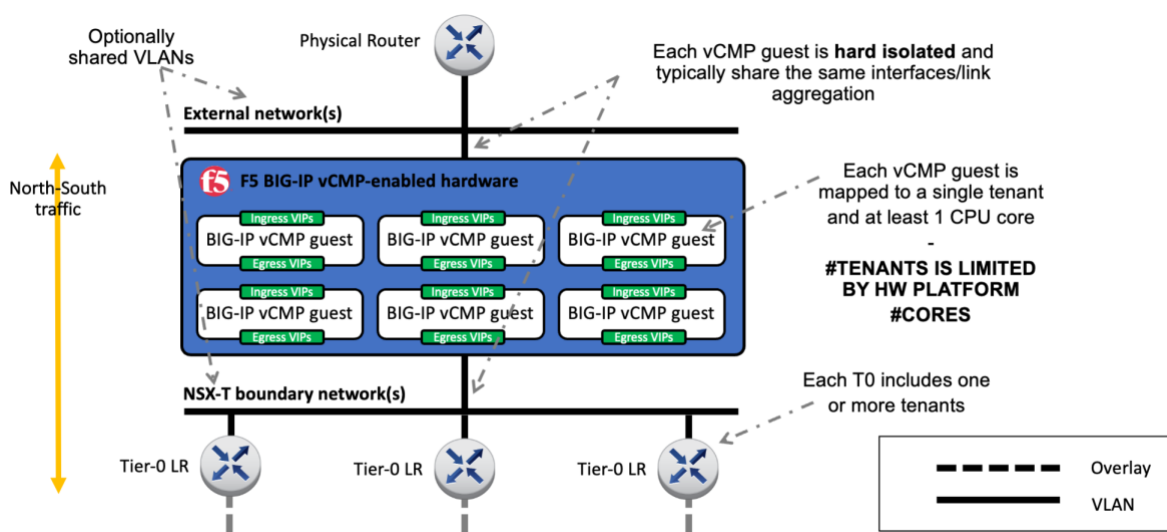 Physical Router
Optionally
shared VLANs
Each vCMP guest is hard isolated and
typically share the same interfaces/link
aggregation
External network(s)
North-South
traffic
f5 F5 BIG-IP vCMP-enabled hardware
Ingress VIPs Ingress VIPs Ingress VIPs
BIG-IP vCMP guest BIG-IP vCMP guest BIG-IP vCMP guest
Egress VIPs Egress VIPs Egress VIPs
Ingress VIPs Ingress VIPs Ingress VIPs
BIG-IP vCMP guest BIG-IP vCMP guest BIG-IP vCMP guest
Egress VIPs Egress VIPs Egress VIPs
Each vCMP guest is
mapped to a single tenant
and at least 1 CPU core
-
#TENANTS IS LIMITED
BY HW PLATFORM
#CORES
NSX-T boundary network(s)
Each T0 includes one
or more tenants
Tier-0 LR Tier-0 LR Tier-0 LR
Overlay
VLAN